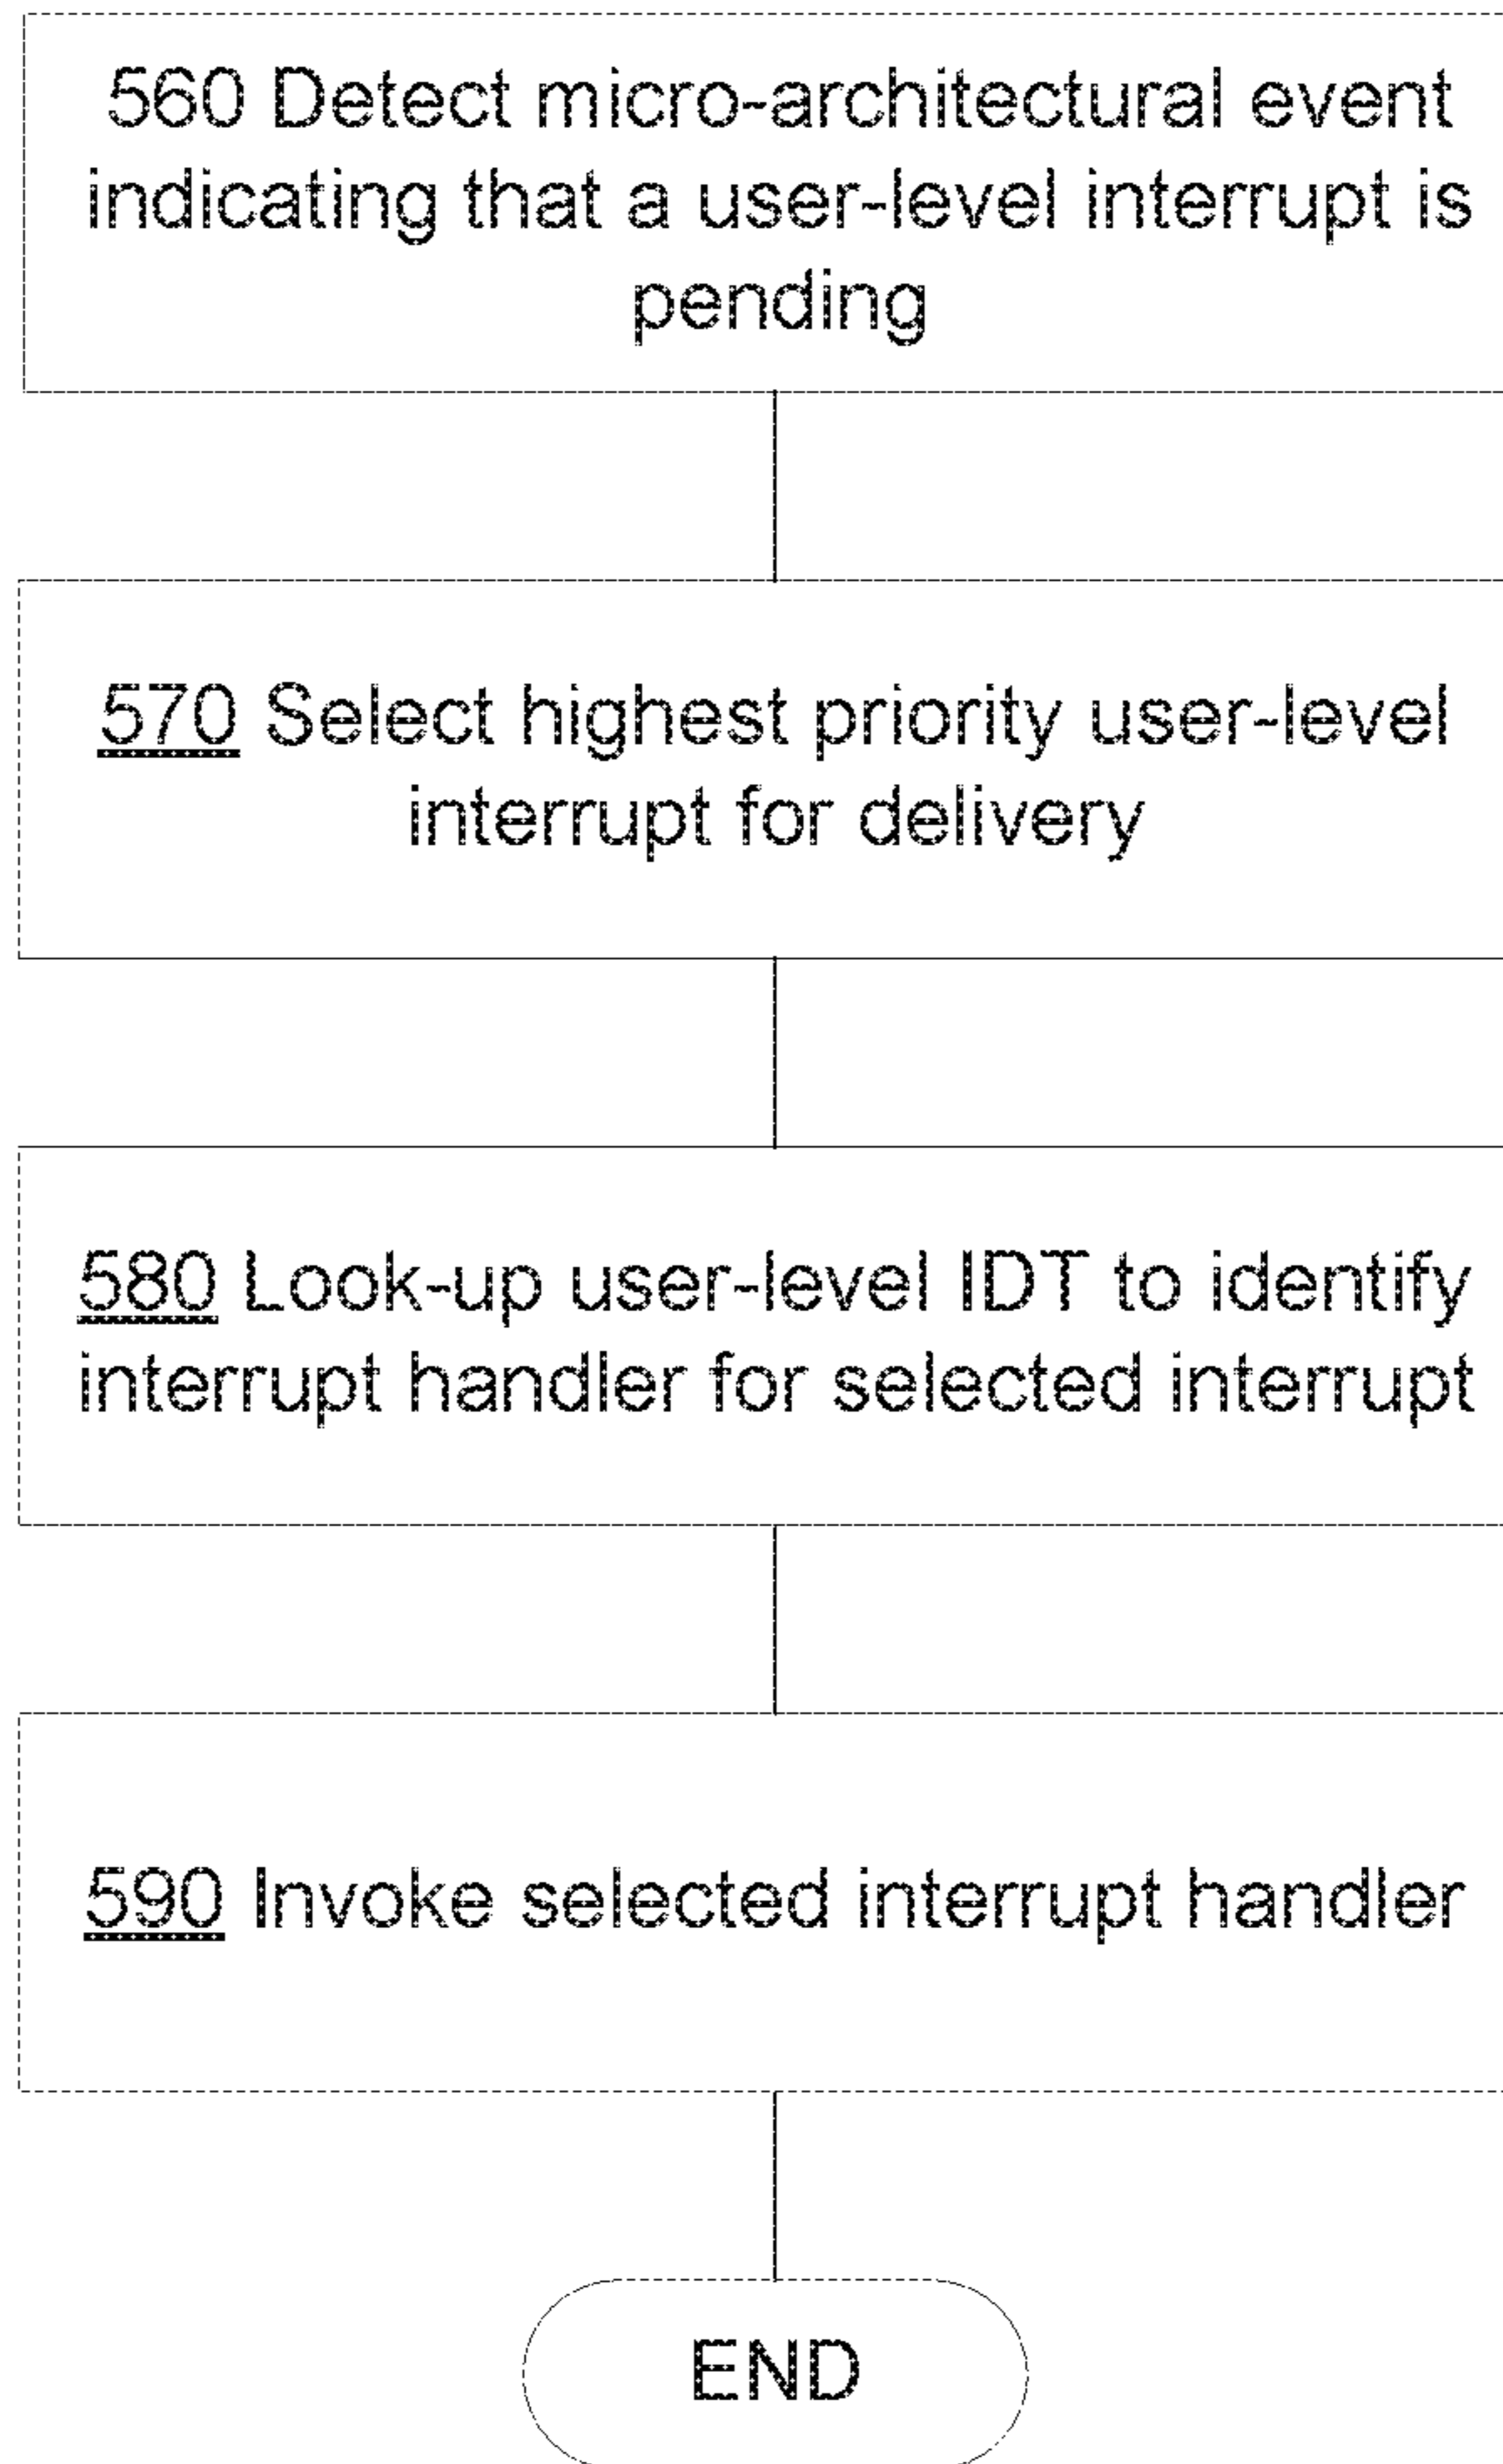 560 Detect micro-architectural event
indicating that a user-level interrupt is
pending
570 Select highest priority user-level
interrupt for delivery
580 Look-up user-level IDT to identify
interrupt handler for selected interrupt
590 Invoke selected interrupt handler
END